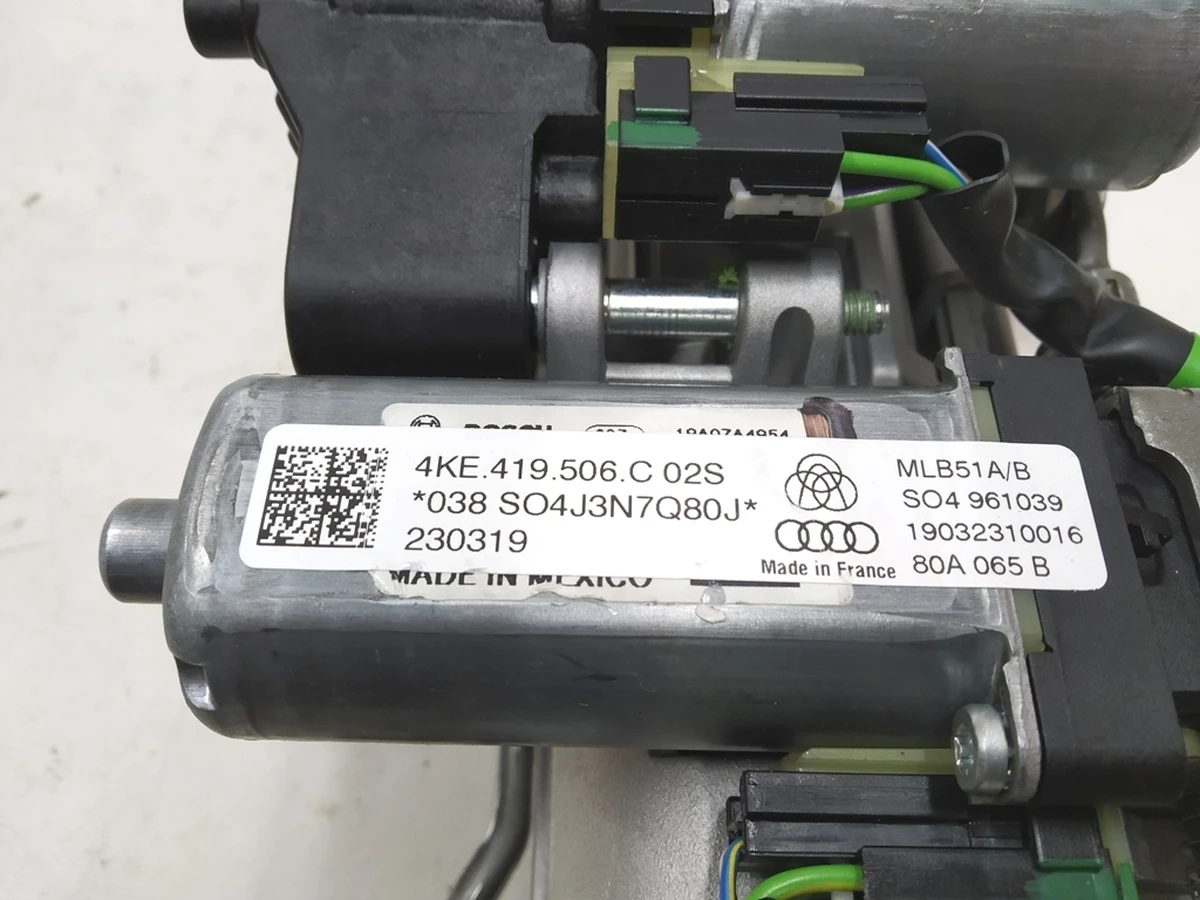 19A07A4954
4KE.419.506.C 02S
*038 SO4J3N7Q80J*
230319
Made in France
MLB51A/B
SO4 961039
19032310016
80A 065 B
MADE IN MEXICO